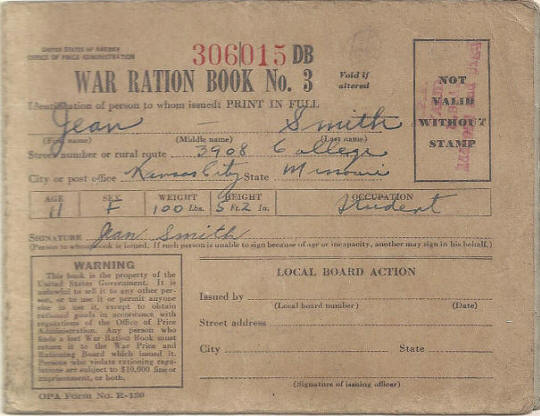 United States of America
OFFICE OF PRICE ADMINISTRATION
306015 DB
WAR RATION BOOK No. 3
Void if
altered
NOT
VALID
WITHOUT
STAMP
Identification of person to whom issued: PRINT IN FULL
Jean — Smith
(First name) (Middle name) (Last name)
Street number or rural route 3908 College
City or post office Kansas City State Missouri
AGE SEX WEIGHT HEIGHT OCCUPATION
11 F 100 Lbs. 5 Ft. 2 In. Student
SIGNATURE Jean Smith
(Person to whom book is issued. If such person is unable to sign because of age or incapacity, another may sign in his behalf.)
WARNING
This book is the property of the
United States Government. It is
unlawful to sell it to any other per-
son, or to use it or permit anyone
else to use it, except to obtain
rationed goods in accordance with
regulations of the Office of Price
Administration. Any person who
finds a lost War Ration Book must
return it to the War Price and
Rationing Board which issued it.
Persons who violate rationing regu-
lations are subject to $10,000 fine or
imprisonment, or both.
LOCAL BOARD ACTION
Issued by
(Local board number) (Date)
Street address
City State
(Signature of issuing officer)
OPA Form No. R-130